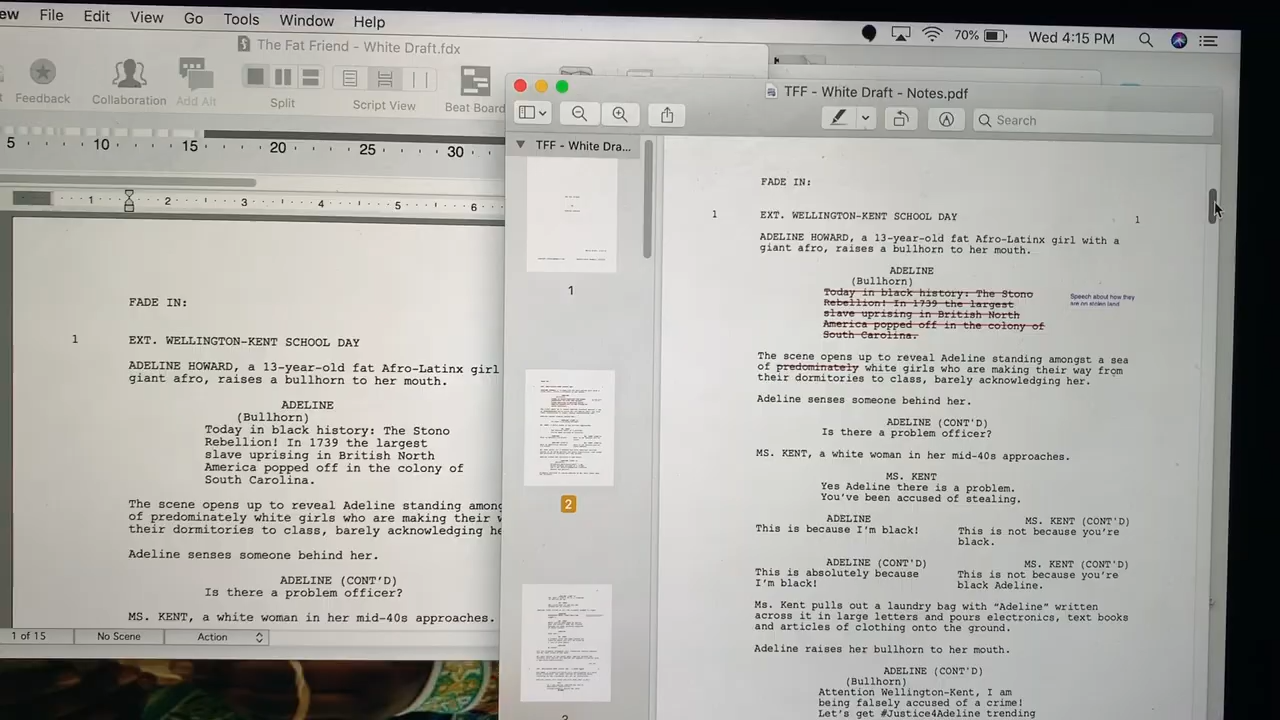 ew File Edit View Go Tools Window Help
70% Wed 4:15 PM
The Fat Friend - White Draft.fdx
Feedback Collaboration Add Alt Split Script View Beat Board
5 10 15 20 25 30
1 2 3 4 5 6
FADE IN:
1 EXT. WELLINGTON-KENT SCHOOL DAY
ADELINE HOWARD, a 13-year-old fat Afro-Latinx girl
giant afro, raises a bullhorn to her mouth.
ADELINE
(Bullhorn)
Today in black history: The Stono
Rebellion! In 1739 the largest
slave uprising in British North
America popped off in the colony of
South Carolina.
The scene opens up to reveal Adeline standing among
of predominately white girls who are making their w
their dormitories to class, barely acknowledging he
Adeline senses someone behind her.
ADELINE (CONT'D)
Is there a problem officer?
MS. KENT, a white woman in her mid-40s approaches.
1 of 15 No Scene Action
TFF - White Draft - Notes.pdf
Search
TFF - White Dra...
1
2
FADE IN:
1 EXT. WELLINGTON-KENT SCHOOL DAY 1
ADELINE HOWARD, a 13-year-old fat Afro-Latinx girl with a
giant afro, raises a bullhorn to her mouth.
ADELINE
(Bullhorn)
Today in black history: The Stono
Rebellion! In 1739 the largest
slave uprising in British North
America popped off in the colony of
South Carolina.
Speech about how they
are on stolen land
The scene opens up to reveal Adeline standing amongst a sea
of predominately white girls who are making their way from
their dormitories to class, barely acknowledging her.
Adeline senses someone behind her.
ADELINE (CONT'D)
Is there a problem officer?
MS. KENT, a white woman in her mid-40s approaches.
MS. KENT
Yes Adeline there is a problem.
You've been accused of stealing.
ADELINE MS. KENT (CONT'D)
This is because I'm black! This is not because you're
black.
ADELINE (CONT'D) MS. KENT (CONT'D)
This is absolutely because This is not because you're
I'm black! black Adeline.
Ms. Kent pulls out a laundry bag with "Adeline" written
across it in large letters and pours electronics, text books
and articles of clothing onto the ground.
Adeline raises her bullhorn to her mouth.
ADELINE (CONT'D)
(Bullhorn)
Attention Wellington-Kent, I am
being falsely accused of a crime!
Let's get #Justice4Adeline trending